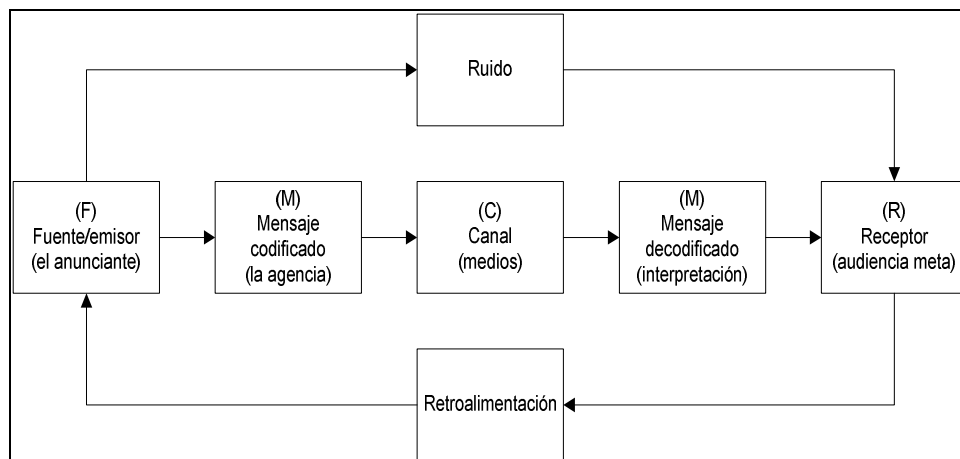 Ruido
(F)
Fuente/emisor
(el anunciante)
(M)
Mensaje
codificado
(la agencia)
(C)
Canal
(medios)
(M)
Mensaje
decodificado
(interpretación)
(R)
Receptor
(audiencia meta)
Retroalimentación